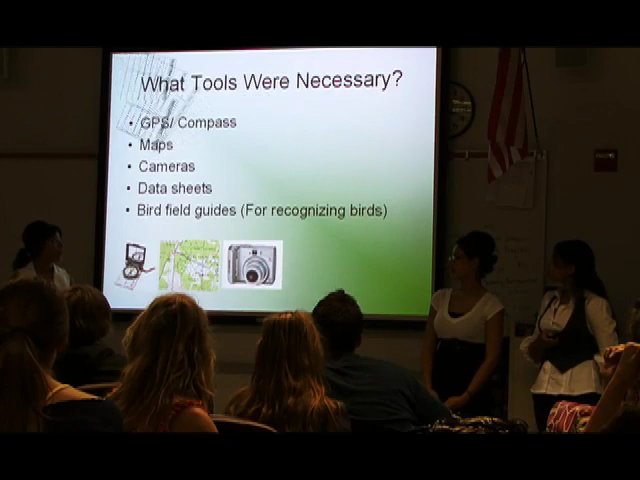 What Tools Were Necessary?
• GPS/ Compass
• Maps
• Cameras
• Data sheets
• Bird field guides (For recognizing birds)